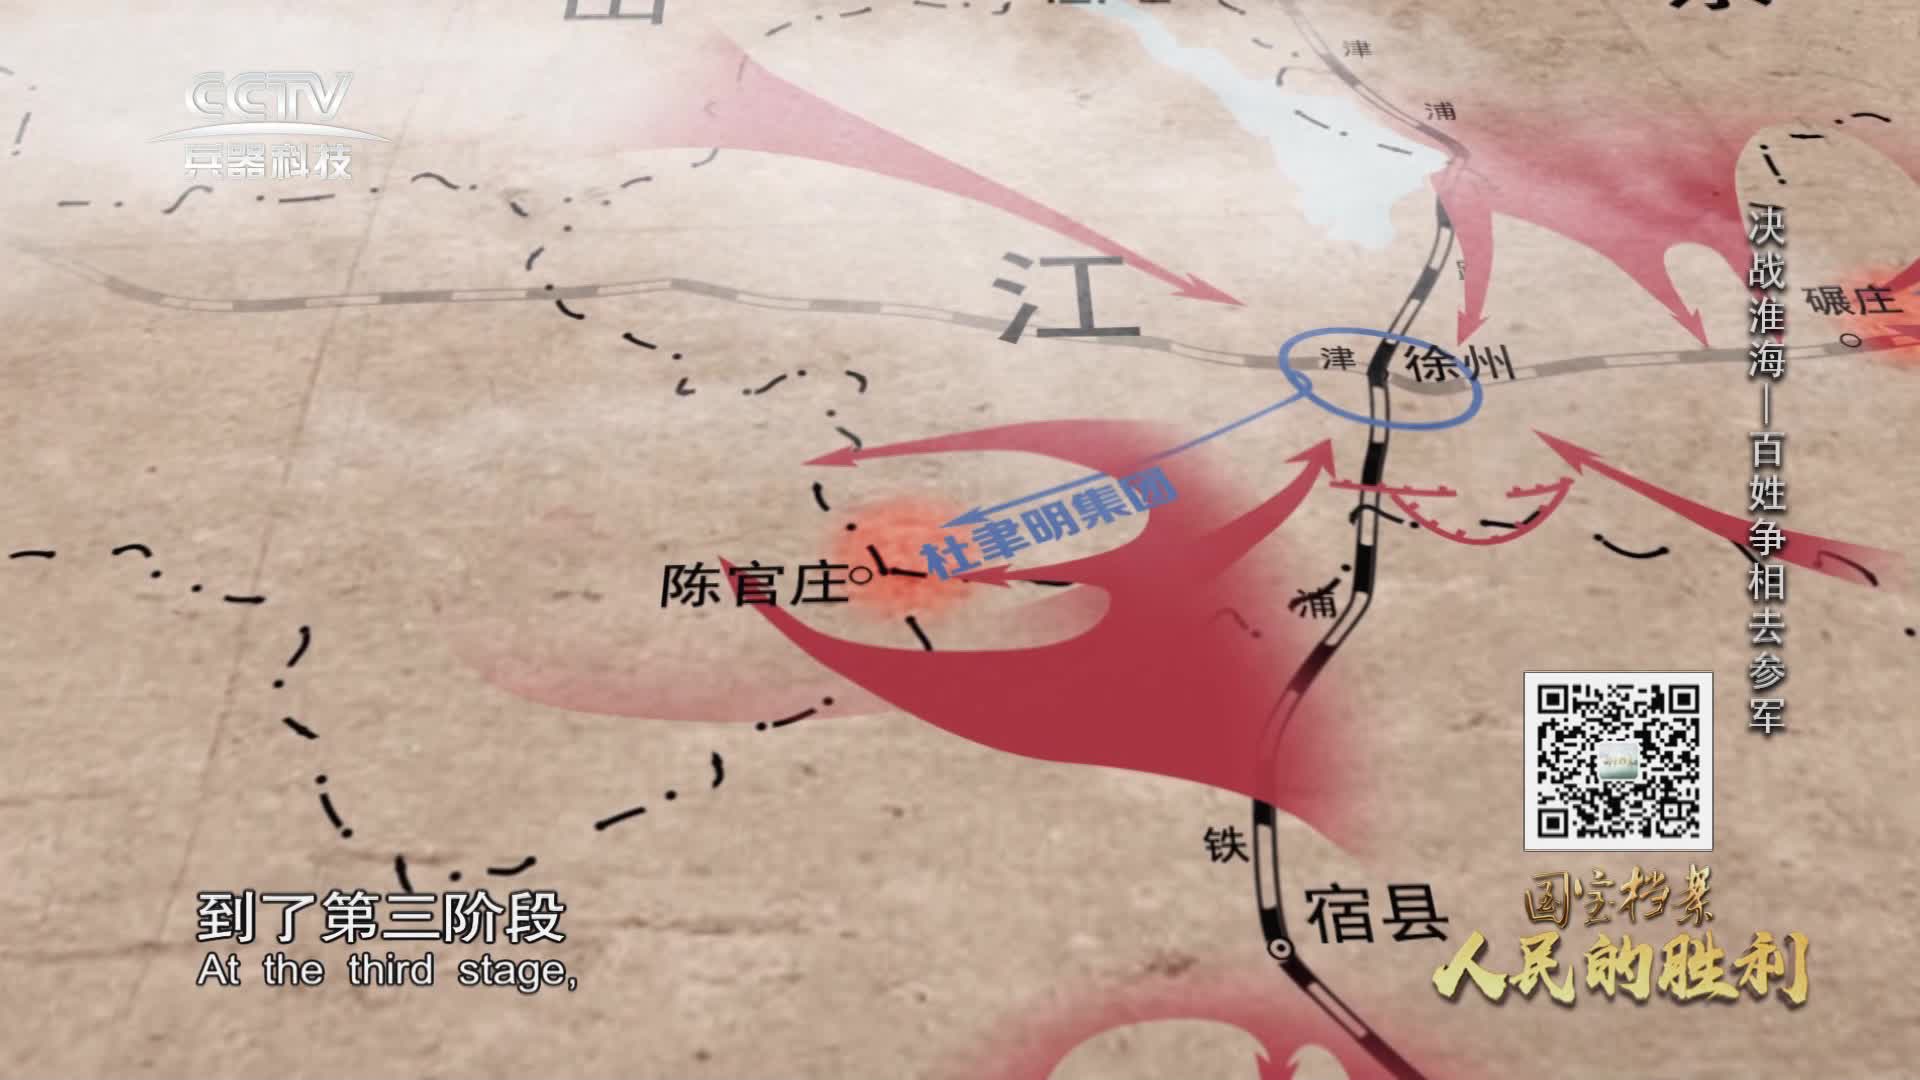 CCTV
兵器科技
津
浦
江
碾庄
津
徐州
杜聿明集团
陈官庄
浦
铁
宿县
决战淮海—百姓争相去参军
国宝档案
人民的胜利
到了第三阶段
At the third stage,